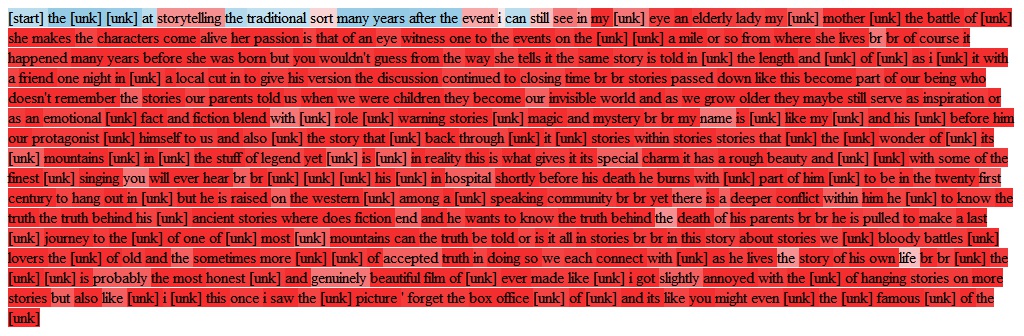 [start] the [unk] [unk] at storytelling the traditional sort many years after the event i can still see in my [unk] eye an elderly lady my [unk] mother [unk] the battle of [unk]
she makes the characters come alive her passion is that of an eye witness one to the events on the [unk] [unk] a mile or so from where she lives br br of course it
happened many years before she was born but you wouldn't guess from the way she tells it the same story is told in [unk] the length and [unk] of [unk] as i [unk] it with
a friend one night in [unk] a local cut in to give his version the discussion continued to closing time br br stories passed down like this become part of our being who
doesn't remember the stories our parents told us when we were children they become our invisible world and as we grow older they maybe still serve as inspiration or
as an emotional [unk] fact and fiction blend with [unk] role [unk] warning stories [unk] magic and mystery br br my name is [unk] like my [unk] and his [unk] before him
our protagonist [unk] himself to us and also [unk] the story that [unk] back through [unk] it [unk] stories within stories stories that [unk] the [unk] wonder of [unk] its
[unk] mountains [unk] in [unk] the stuff of legend yet [unk] is [unk] in reality this is what gives it its special charm it has a rough beauty and [unk] [unk] with some of the
finest [unk] singing you will ever hear br br [unk] [unk] [unk] his [unk] in hospital shortly before his death he burns with [unk] part of him [unk] to be in the twenty first
century to hang out in [unk] but he is raised on the western [unk] among a [unk] speaking community br br yet there is a deeper conflict within him he [unk] to know the
truth the truth behind his [unk] ancient stories where does fiction end and he wants to know the truth behind the death of his parents br br he is pulled to make a last
[unk] journey to the [unk] of one of [unk] most [unk] mountains can the truth be told or is it all in stories br br in this story about stories we [unk] bloody battles [unk]
lovers the [unk] of old and the sometimes more [unk] [unk] of accepted truth in doing so we each connect with [unk] as he lives the story of his own life br br [unk] the
[unk] [unk] is probably the most honest [unk] and genuinely beautiful film of [unk] ever made like [unk] i got slightly annoyed with the [unk] of hanging stories on more
stories but also like [unk] i [unk] this once i saw the [unk] picture ' forget the box office [unk] of [unk] and its like you might even [unk] the [unk] famous [unk] of the
[unk]